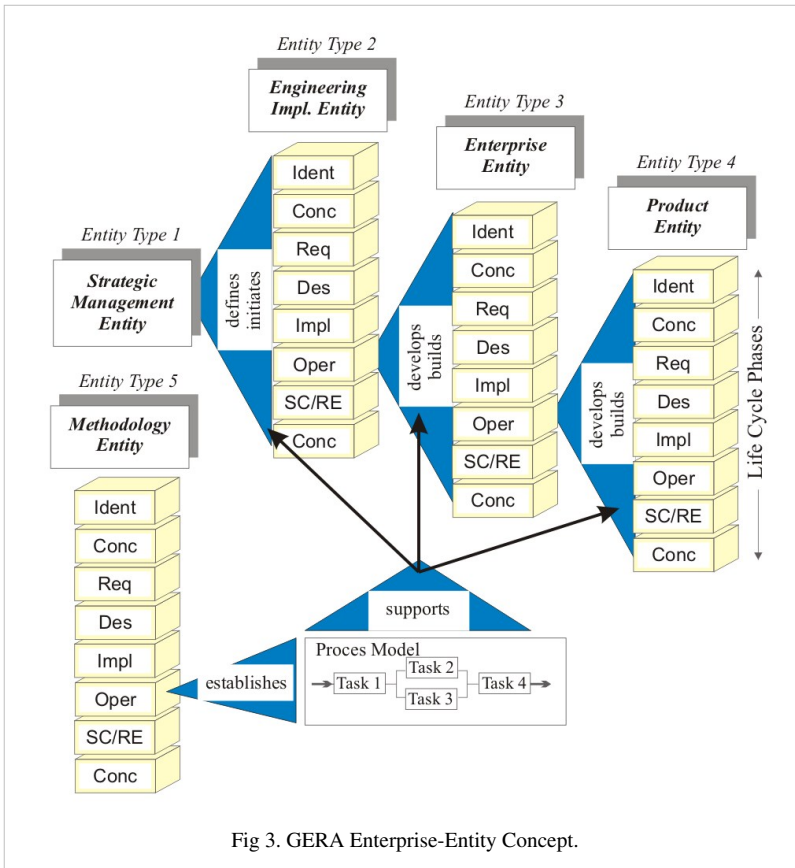 Entity Type 2
Engineering
Impl. Entity
Ident
Conc
Req
Des
Impl
Oper
SC/RE
Conc
Entity Type 3
Enterprise
Entity
Ident
Conc
Req
Des
Impl
Oper
SC/RE
Conc
Entity Type 4
Product
Entity
Ident
Conc
Req
Des
Impl
Oper
SC/RE
Conc
Life Cycle Phases
Entity Type 1
Strategic
Management
Entity
defines
initiates
develops
builds
develops
builds
Entity Type 5
Methodology
Entity
Ident
Conc
Req
Des
Impl
Oper
SC/RE
Conc
supports
establishes
Proces Model
Task 1
Task 2
Task 3
Task 4
Fig 3. GERA Enterprise-Entity Concept.